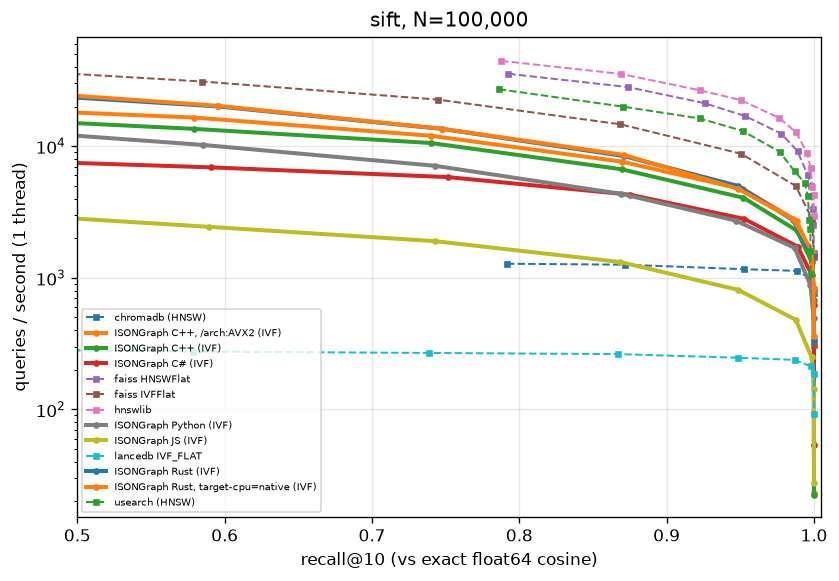 sift, N=100,000
queries / second (1 thread)
10⁴
10³
10²
chromadb (HNSW)
ISONGraph C++, /arch:AVX2 (IVF)
ISONGraph C++ (IVF)
ISONGraph C# (IVF)
faiss HNSWFlat
faiss IVFFlat
hnswlib
ISONGraph Python (IVF)
ISONGraph JS (IVF)
lancedb IVF_FLAT
ISONGraph Rust (IVF)
ISONGraph Rust, target-cpu=native (IVF)
usearch (HNSW)
0.5 0.6 0.7 0.8 0.9 1.0
recall@10 (vs exact float64 cosine)